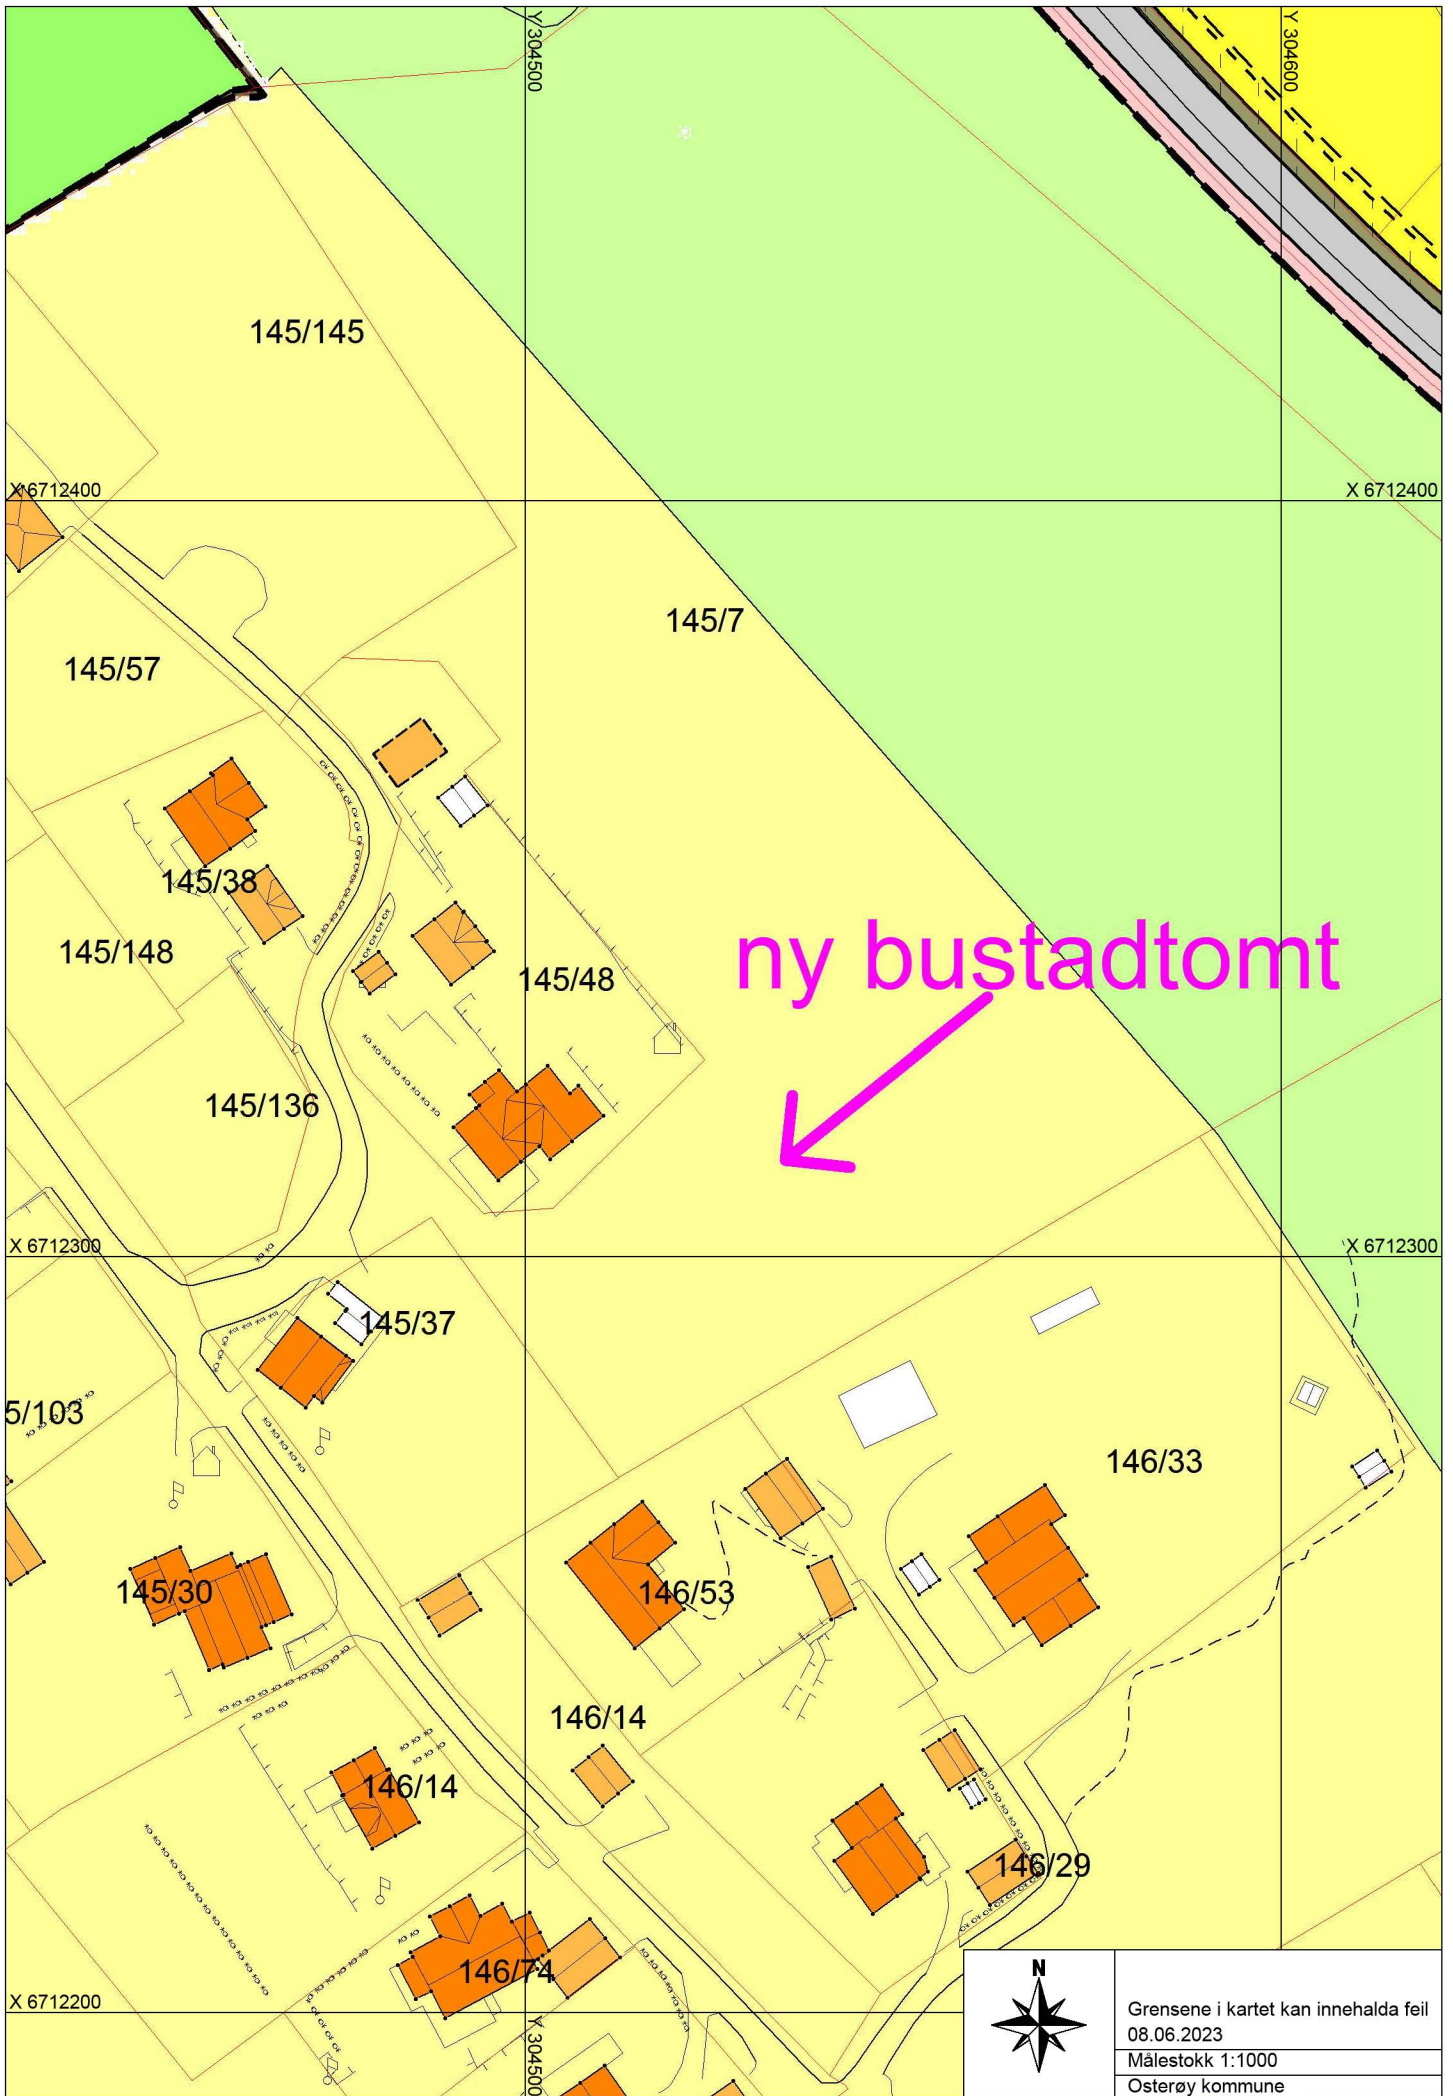 Y 304500
Y 304600
145/145
X 6712400
X 6712400
145/7
145/57
145/38
145/148
145/48
ny bustadtomt
145/136
X 6712300
X 6712300
145/37
5/103
146/33
145/30
146/53
146/14
146/14
146/29
146/74
X 6712200
Y 304500
N
Grensene i kartet kan innehalda feil
08.06.2023
Målestokk 1:1000
Osterøy kommune